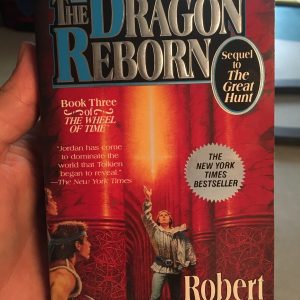 THE DRAGON
REBORN
Sequel to
The
Great
Hunt
Book Three
of
THE WHEEL
OF TIME
"Jordan has come
to dominate the
world that Tolkien
began to reveal."
—The New York Times
THE
NEW YORK
TIMES
BESTSELLER
Robert